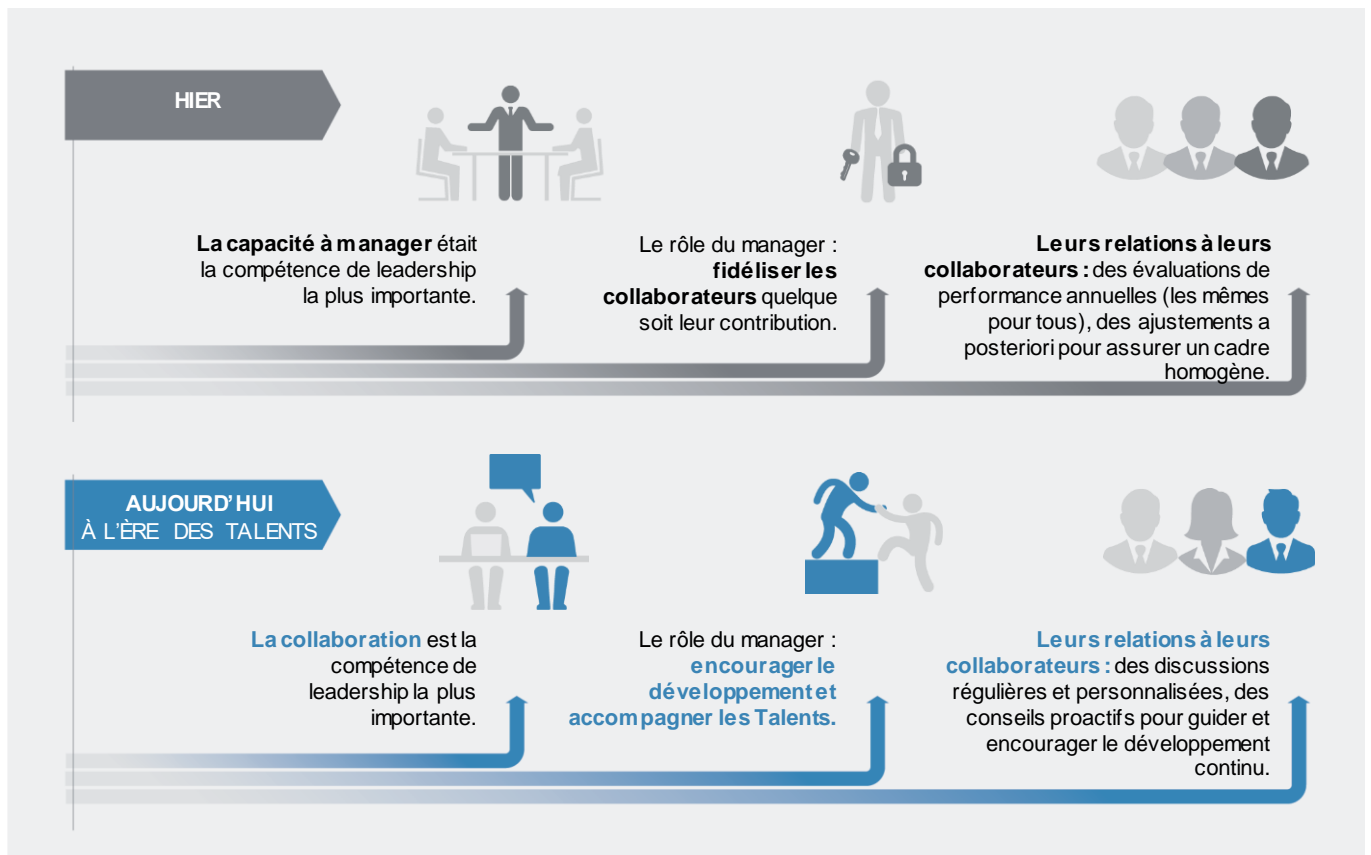 HIER
La capacité à manager était
la compétence de leadership
la plus importante.
Le rôle du manager :
fidéliser les
collaborateurs quelque
soit leur contribution.
Leurs relations à leurs
collaborateurs : des évaluations de
performance annuelles (les mêmes
pour tous), des ajustements a
posteriori pour assurer un cadre
homogène.
AUJOURD'HUI
À L'ÈRE DES TALENTS
La collaboration est la
compétence de
leadership la plus
importante.
Le rôle du manager :
encourager le
développement et
accompagner les Talents.
Leurs relations à leurs
collaborateurs : des discussions
régulières et personnalisées, des
conseils proactifs pour guider et
encourager le développement
continu.